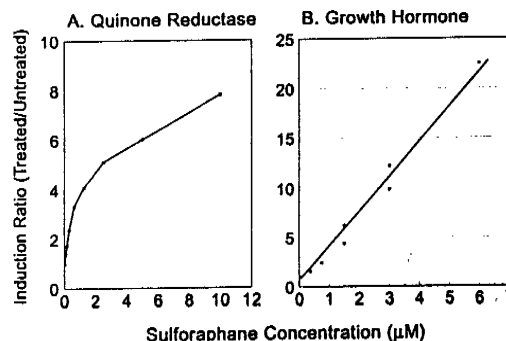 A. Quinone Reductase
B. Growth Hormone
Induction Ratio (Treated/Untreated)
10
8
6
4
2
0
0 2 4 6 8 10 12
25
20
15
10
5
0
0 1 2 3 4 5 6
Sulforaphane Concentration (μM)